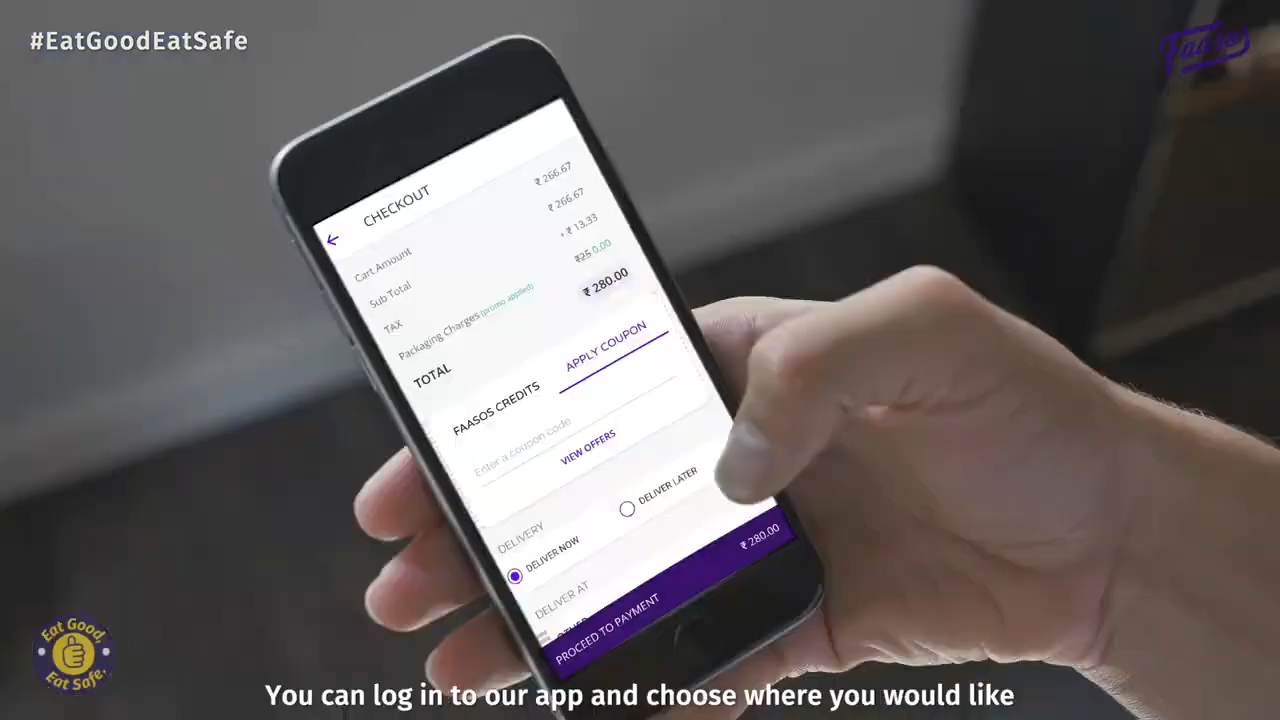 #EatGoodEatSafe
Faasos
CHECKOUT
Cart Amount ₹ 266.67
Sub Total ₹ 266.67
TAX + ₹ 13.33
Packaging Charges (promo applied) ₹25 0.00
TOTAL ₹ 280.00
FAASOS CREDITS APPLY COUPON
Enter a coupon code
VIEW OFFERS
DELIVERY
DELIVER NOW DELIVER LATER
DELIVER AT
PROCEED TO PAYMENT ₹ 280.00
Eat Good,
Eat Safe.
You can log in to our app and choose where you would like